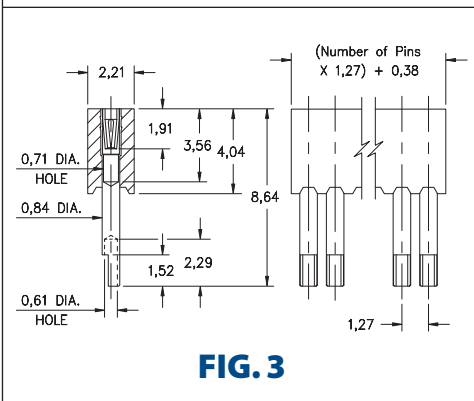 (Number of Pins
X 1,27) + 0,38
2,21
1,91
3,56
4,04
8,64
0,71 DIA.
HOLE
0,84 DIA.
2,29
1,52
0,61 DIA.
HOLE
1,27
FIG. 3